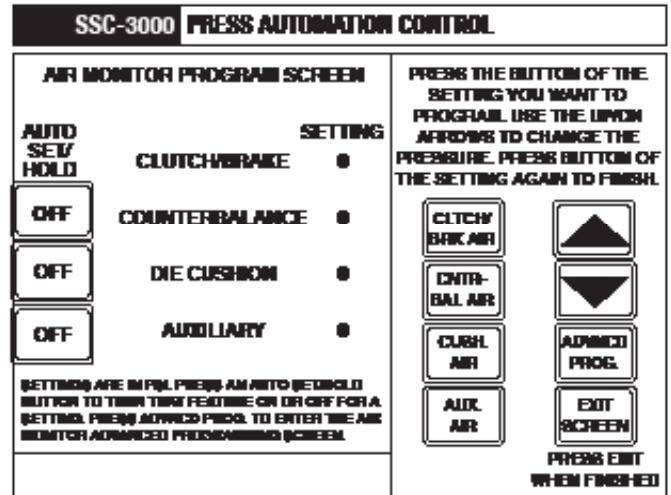 SSC-3000 PRESS AUTOMATION CONTROL
AIR MONITOR PROGRAM SCREEN
AUTO
SET/
HOLD
SETTING
CLUTCH/BRAKE
OFF
COUNTERBALANCE
OFF
DIE CUSHION
OFF
AUXILIARY
SETTINGS ARE IN PSI. PRESS AN AUTO SET/HOLD
BUTTON TO TURN THAT FEATURE ON OR OFF FOR A
SETTING. PRESS ADVNCD PROG. TO ENTER THE AIR
MONITOR ADVANCED PROGRAMMING SCREEN.
PRESS THE BUTTON OF THE
SETTING YOU WANT TO
PROGRAM. USE THE UP/DN
ARROWS TO CHANGE THE
PRESSURE. PRESS BUTTON OF
THE SETTING AGAIN TO FINISH.
CLTCH/
BRK AIR
CNTR-
BAL AIR
CUSH.
AIR
ADVNCD
PROG.
AUX.
AIR
EXIT
SCREEN
PRESS EXIT
WHEN FINISHED